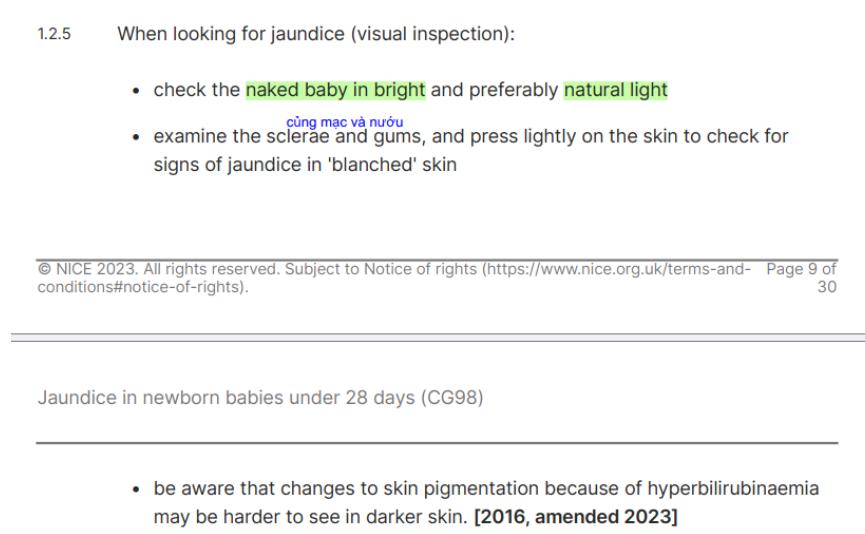 1.2.5 When looking for jaundice (visual inspection):
• check the naked baby in bright and preferably natural light
củng mạc và nướu
• examine the sclerae and gums, and press lightly on the skin to check for
signs of jaundice in 'blanched' skin
© NICE 2023. All rights reserved. Subject to Notice of rights (https://www.nice.org.uk/terms-and- Page 9 of
conditions#notice-of-rights). 30
Jaundice in newborn babies under 28 days (CG98)
• be aware that changes to skin pigmentation because of hyperbilirubinaemia
may be harder to see in darker skin. [2016, amended 2023]